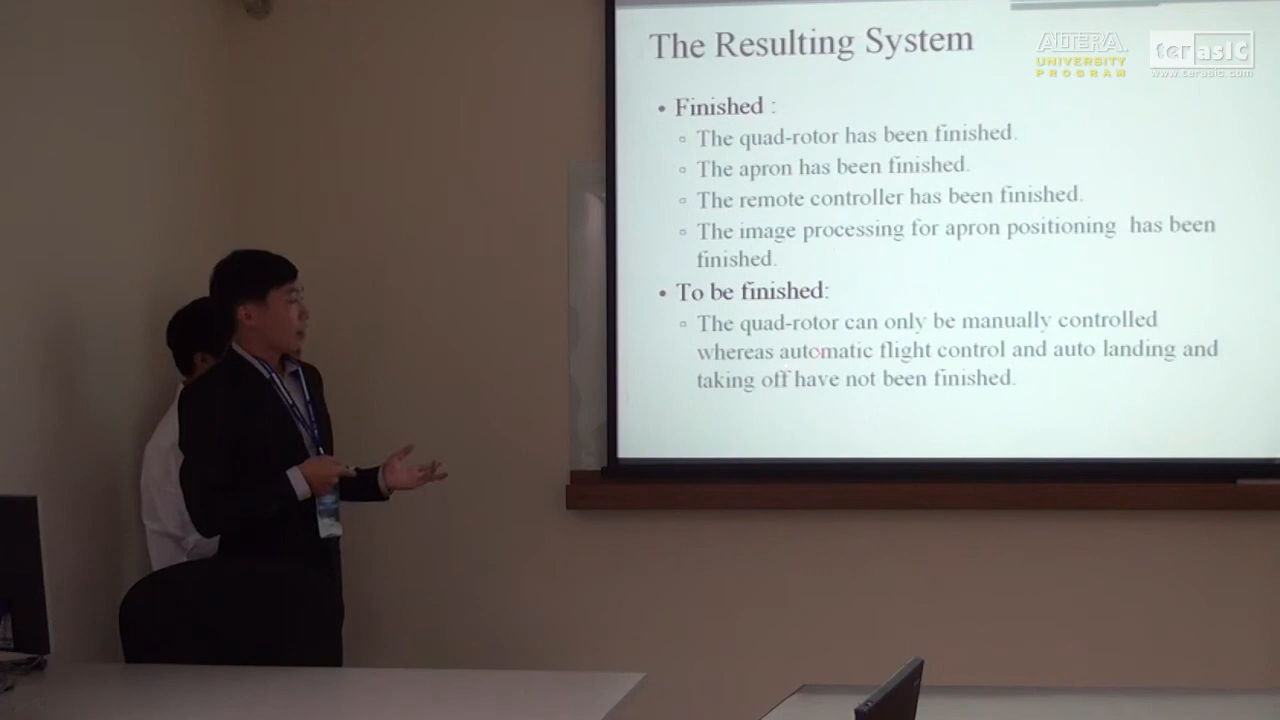 The Resulting System
ALTERA
UNIVERSITY
PROGRAM
terasic
www.terasic.com
• Finished :
▫ The quad-rotor has been finished.
▫ The apron has been finished.
▫ The remote controller has been finished.
▫ The image processing for apron positioning has been
finished.
• To be finished:
▫ The quad-rotor can only be manually controlled
whereas automatic flight control and auto landing and
taking off have not been finished.